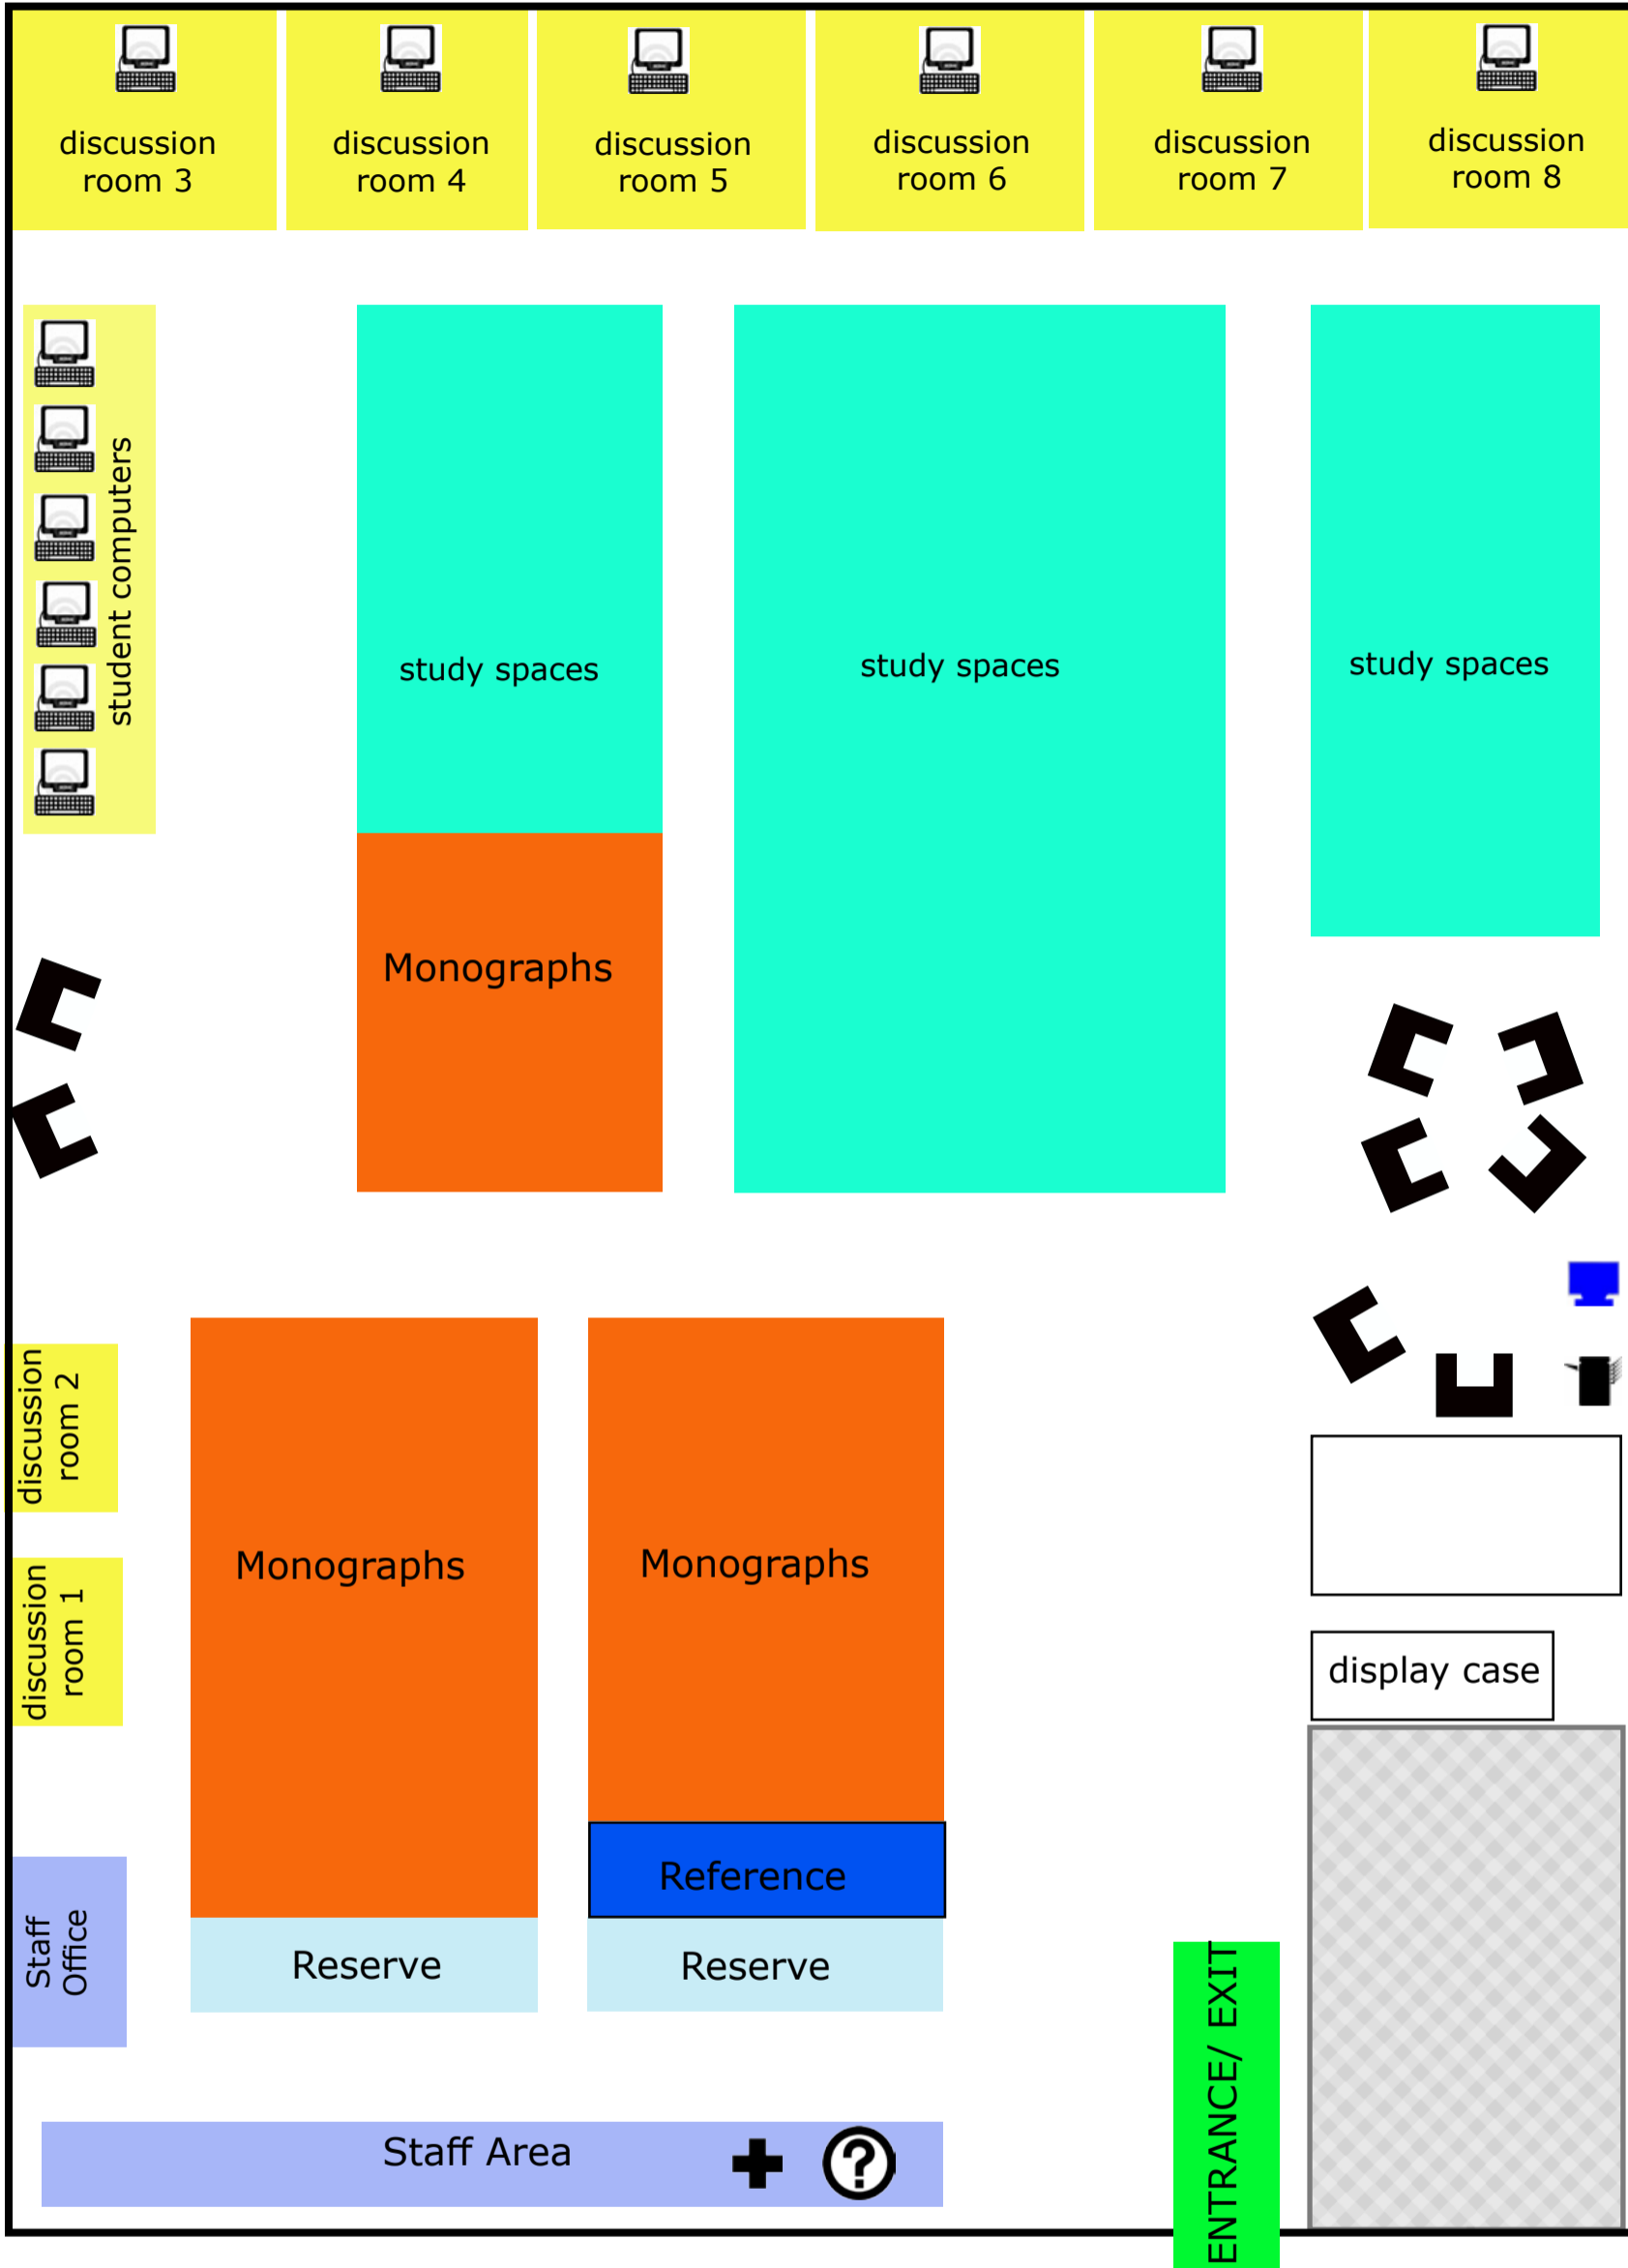 discussion
room 3
discussion
room 4
discussion
room 5
discussion
room 6
discussion
room 7
discussion
room 8
student computers
study spaces
study spaces
study spaces
Monographs
discussion
room 2
Monographs
Monographs
discussion
room 1
display case
Reference
Staff
Office
Reserve
Reserve
ENTRANCE/ EXIT
Staff Area
?